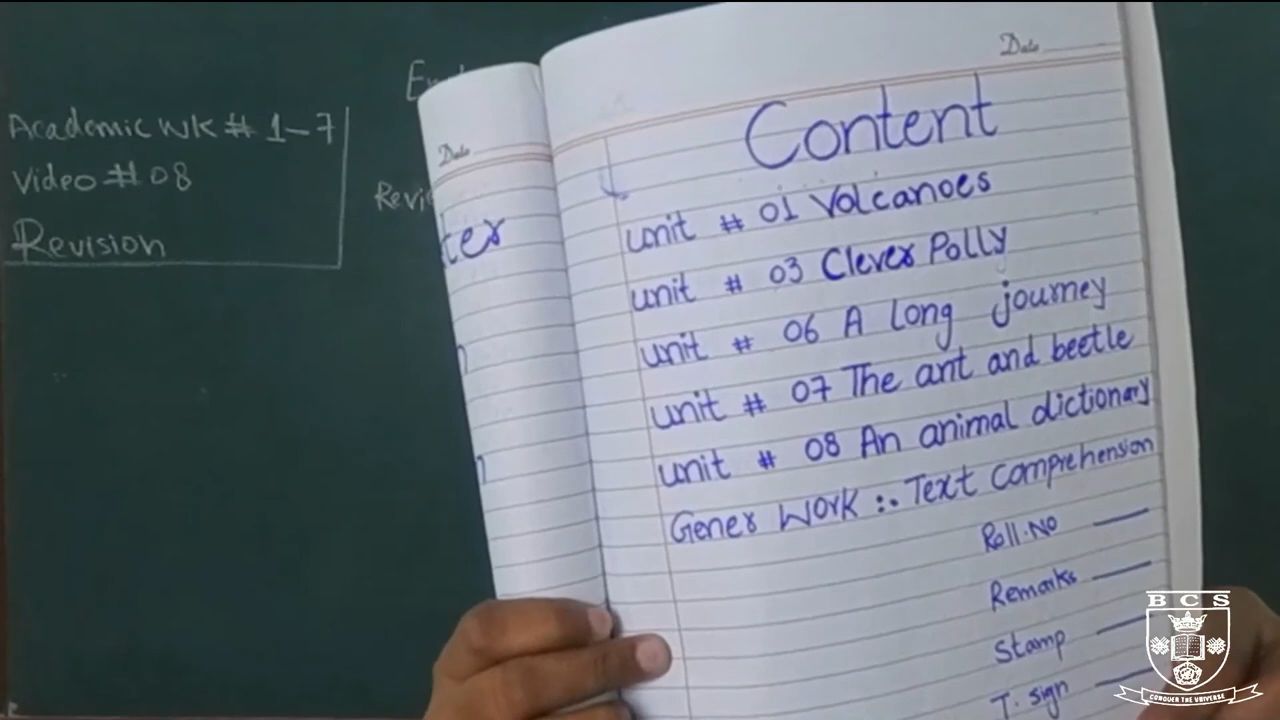 Academic WK # 1-7
Video # 08
Revision
Date
Date
Content
unit # 01 Volcanoes
unit # 03 Clever Polly
unit # 06 A Long journey
unit # 07 The ant and beetle
unit # 08 An animal dictionary
Gener Work :. Text Comprehension
Roll.No
Remarks
Stamp
T. sign
BCS
CONQUER THE UNIVERSE